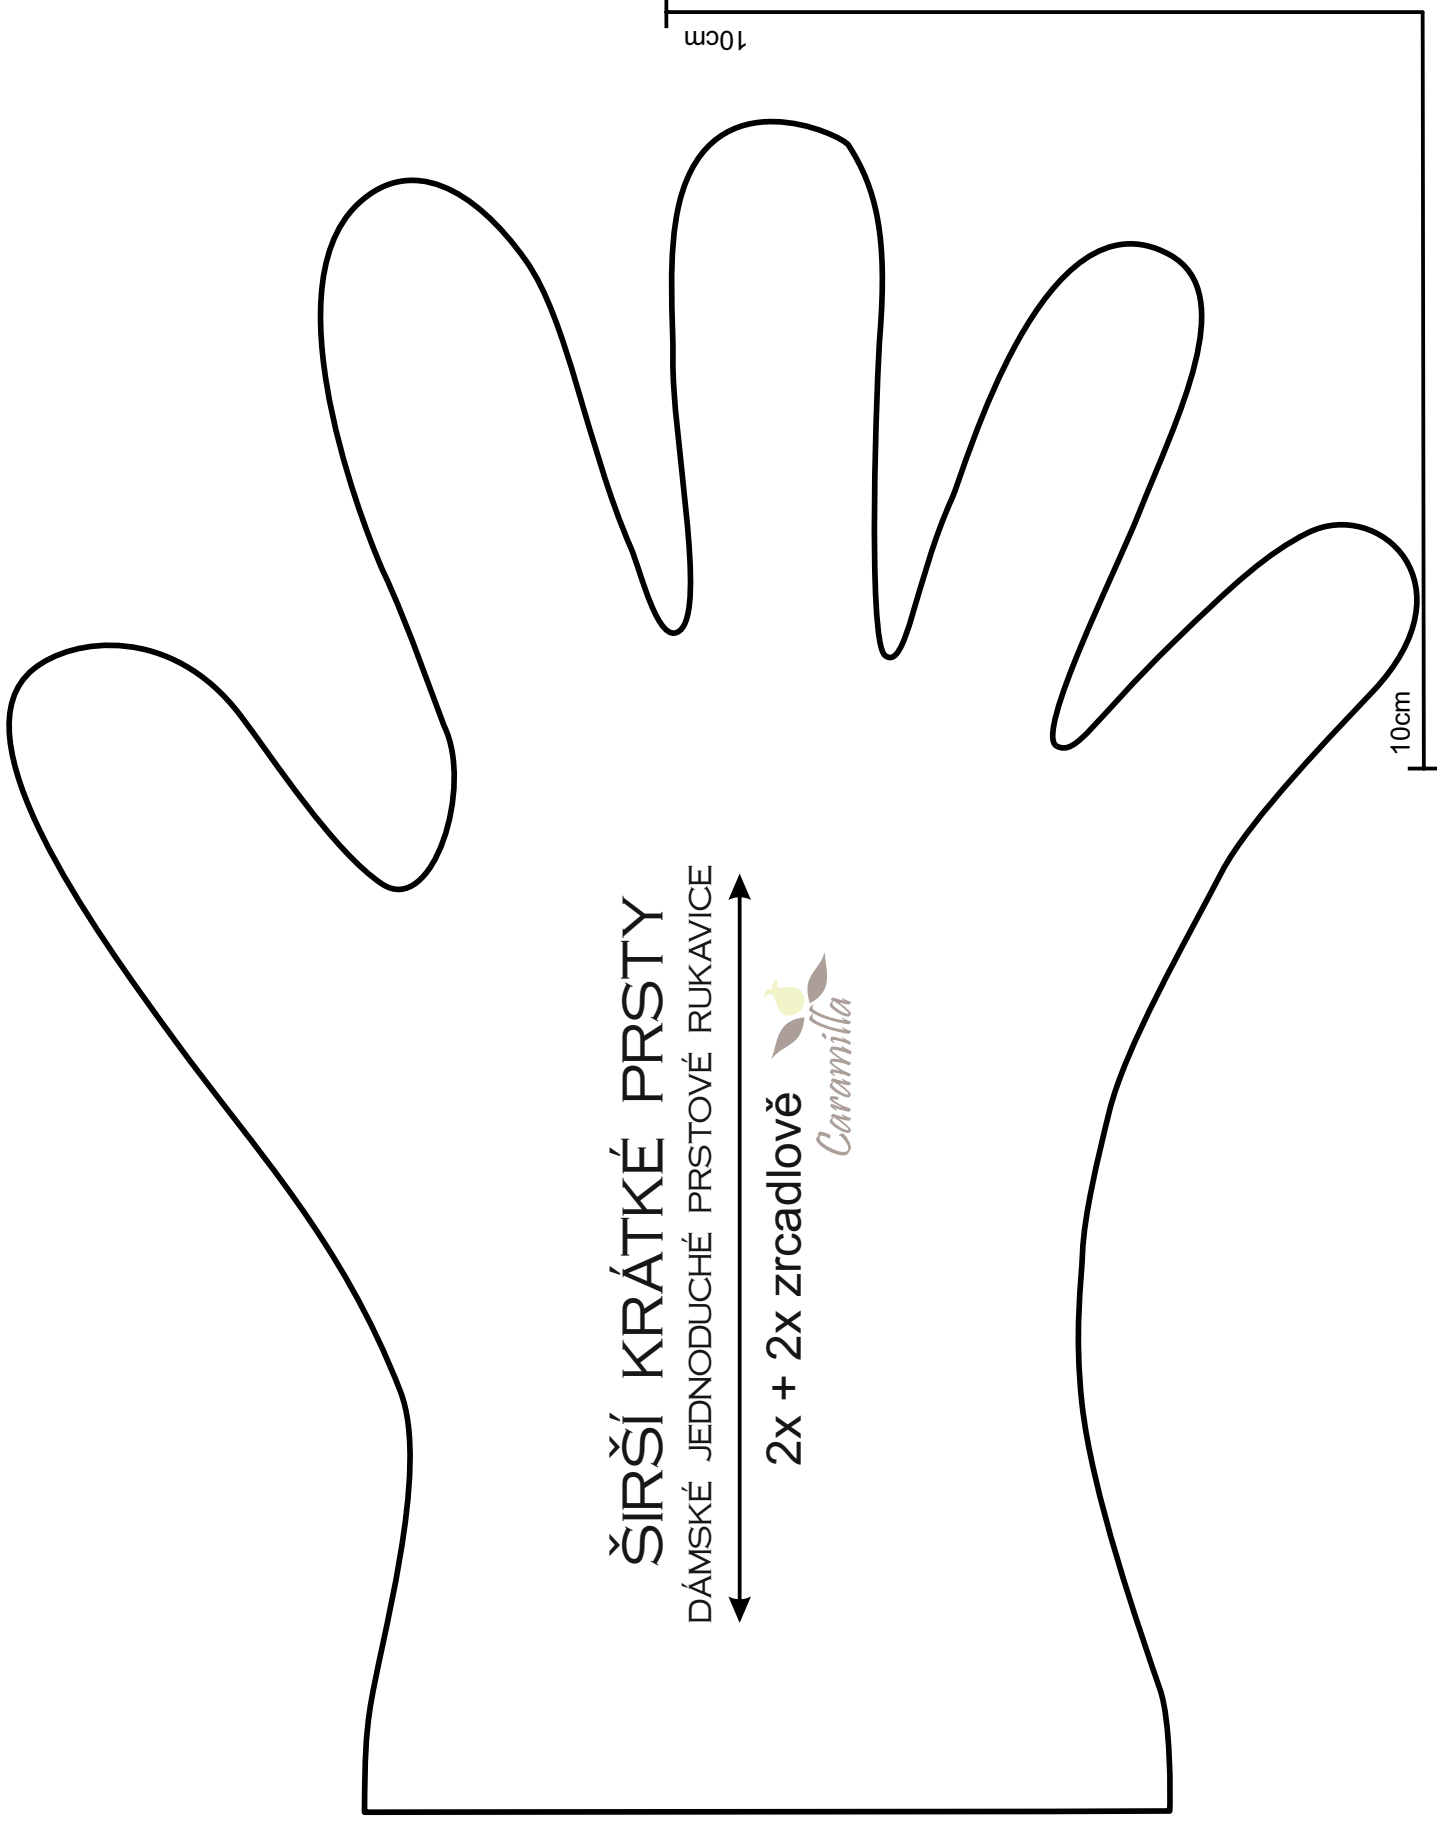 10cm
10cm
ŠIRŠÍ KRÁTKÉ PRSTY
DÁMSKÉ JEDNODUCHÉ PRSTOVÉ RUKAVICE
2x + 2x zrcadlově
Caramilla